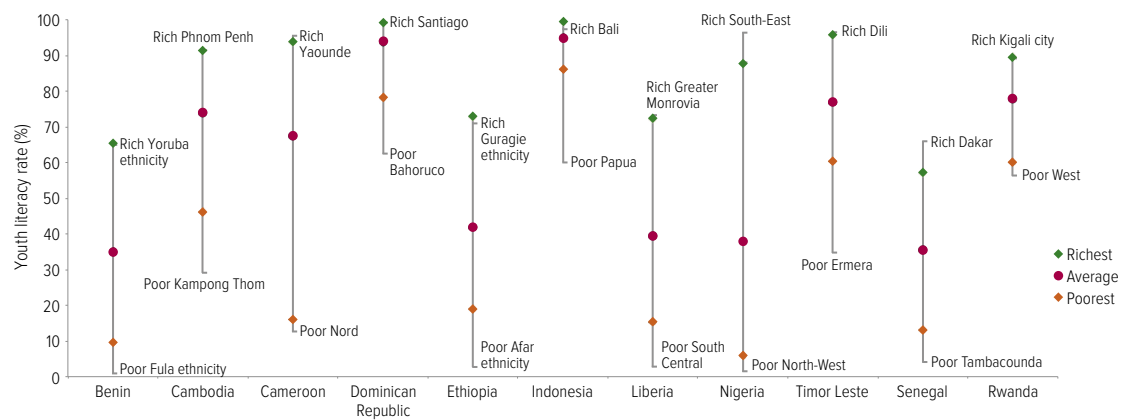 100
90
80
70
60
50
40
30
20
10
0
Youth literacy rate (%)
Rich Yoruba
ethnicity
Poor Fula ethnicity
Rich Phnom Penh
Poor Kampong Thom
Rich
Yaounde
Poor Nord
Rich Santiago
Poor
Bahoruco
Rich
Guragie
ethnicity
Poor Afar
ethnicity
Rich Bali
Poor Papua
Rich Greater
Monrovia
Poor South
Central
Rich South-East
Poor North-West
Rich Dili
Poor Ermera
Rich Dakar
Poor Tambacounda
Rich Kigali city
Poor West
Richest
Average
Poorest
Benin
Cambodia
Cameroon
Dominican
Republic
Ethiopia
Indonesia
Liberia
Nigeria
Timor Leste
Senegal
Rwanda